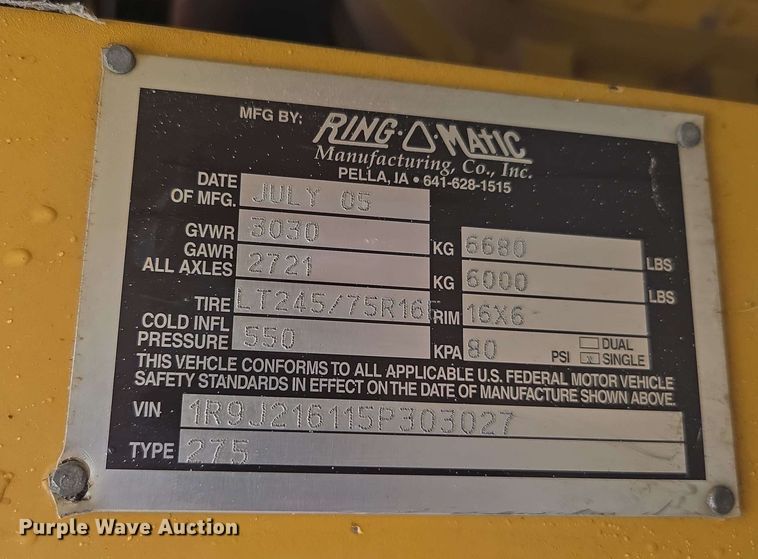 MFG BY: RING-O-MATIC
Manufacturing, Co., Inc.
PELLA, IA • 641-628-1515
DATE OF MFG. JULY 05
GVWR 3030 KG 6680 LBS
GAWR ALL AXLES 2721 KG 6000 LBS
TIRE LT245/75R16E RIM 16X6
COLD INFL PRESSURE 550 KPA 80 PSI DUAL
X SINGLE
THIS VEHCLE CONFORMS TO ALL APPLICABLE U.S. FEDERAL MOTOR VEHICLE
SAFETY STANDARDS IN EFFECT ON THE DATE OF MANUFACTURE SHOWN ABOVE.
VIN 1R9J216115P303027
TYPE 275
Purple Wave Auction